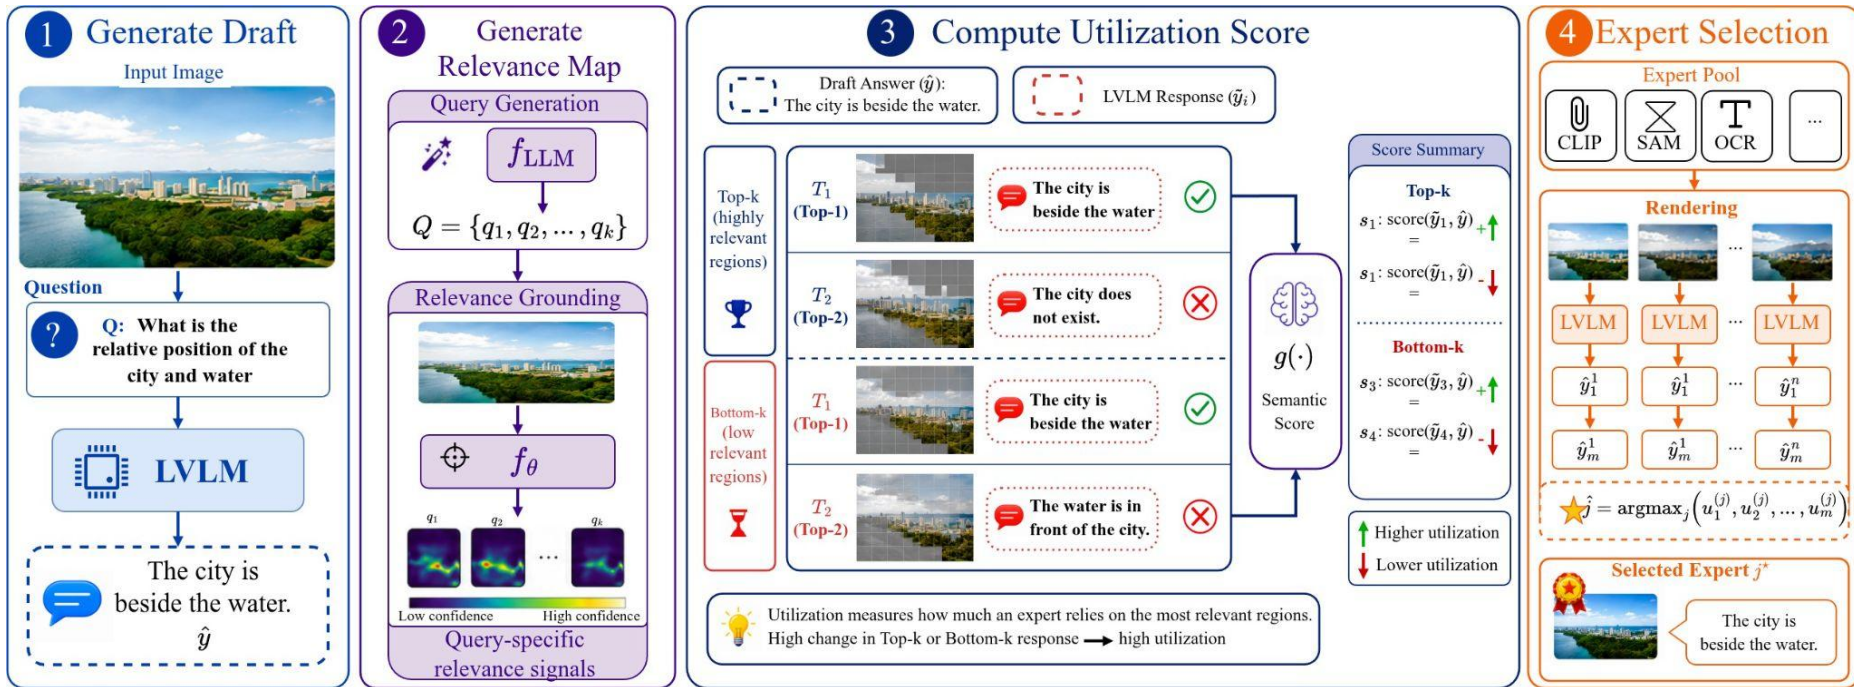 1 Generate Draft
Input Image
Question
?
Q: What is the
relative position of the
city and water
LVLM
The city is
beside the water.
ŷ
2 Generate
Relevance Map
Query Generation
f_LLM
Q = {q₁, q₂, ..., qₖ}
Relevance Grounding
f_θ
q₁ q₂ ... qₖ
Low confidence High confidence
Query-specific
relevance signals
3 Compute Utilization Score
Draft Answer (ŷ):
The city is beside the water.
LVLM Response (ỹᵢ)
Top-k
(highly
relevant
regions)
Bottom-k
(low
relevant
regions)
T₁
(Top-1)
The city is
beside the water
T₂
(Top-2)
The city does
not exist.
T₁
(Top-1)
The city is
beside the water
T₂
(Top-2)
The water is in
front of the city.
g(·)
Semantic
Score
Score Summary
Top-k
s₁: score(ỹ₁, ŷ) +
=
s₁: score(ỹ₁, ŷ) -
=
Bottom-k
s₃: score(ỹ₃, ŷ) +
=
s₄: score(ỹ₄, ŷ) -
=
Higher utilization
Lower utilization
Utilization measures how much an expert relies on the most relevant regions.
High change in Top-k or Bottom-k response → high utilization
4 Expert Selection
Expert Pool
CLIP SAM OCR ...
Rendering
...
LVLM LVLM ... LVLM
ŷ₁¹ ŷ₁¹ ... ŷ₁ⁿ
ŷₘ¹ ŷₘ¹ ... ŷₘⁿ
ĵ = argmaxⱼ(u₁⁽ʲ⁾, u₂⁽ʲ⁾, ..., uₘ⁽ʲ⁾)
Selected Expert j*
The city is
beside the water.